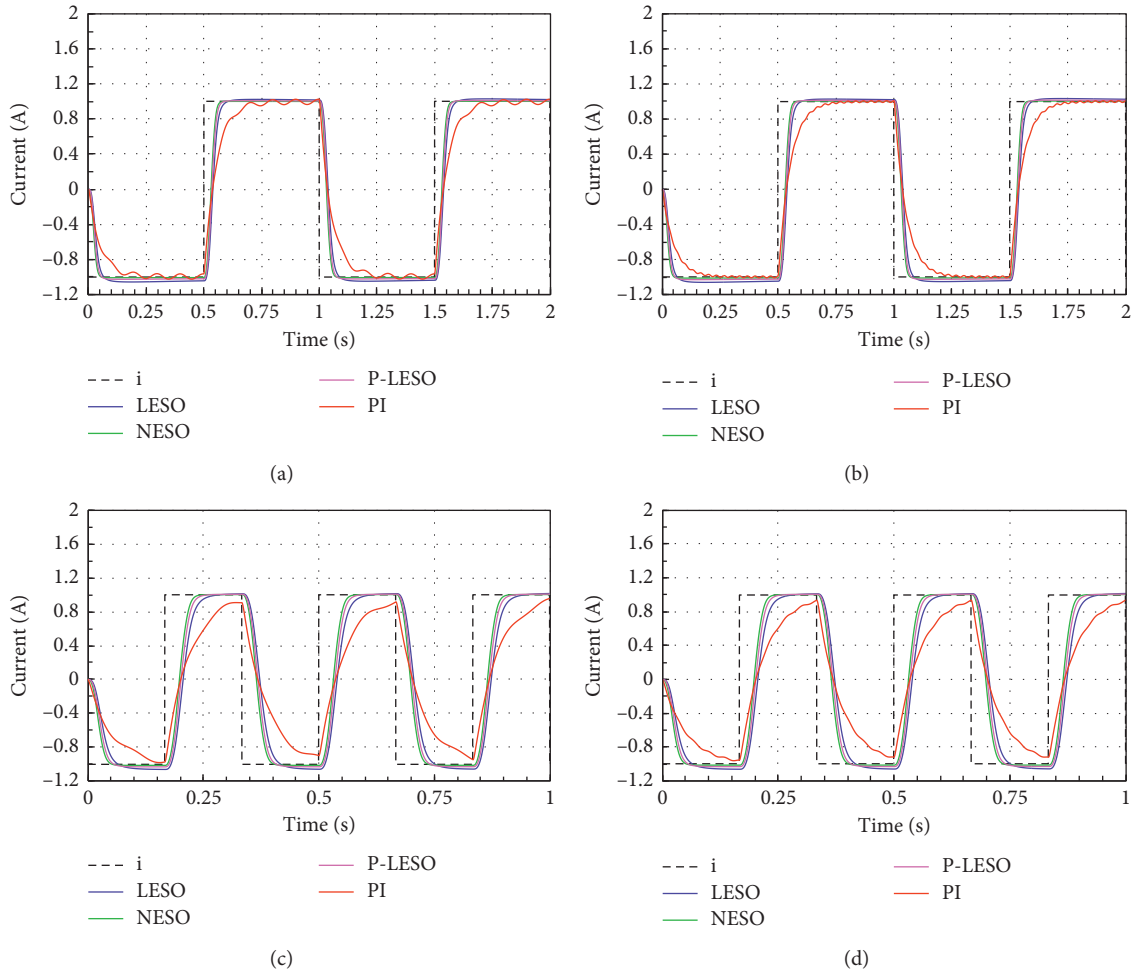 2
1.6
1.2
0.8
0.4
0
−0.4
−0.8
−1.2
Current (A)
0 0.25 0.5 0.75 1 1.25 1.5 1.75 2
Time (s)
i
LESO
NESO
P-LESO
PI
(a)
2
1.6
1.2
0.8
0.4
0
−0.4
−0.8
−1.2
Current (A)
0 0.25 0.5 0.75 1 1.25 1.5 1.75 2
Time (s)
i
LESO
NESO
P-LESO
PI
(b)
2
1.6
1.2
0.8
0.4
0
−0.4
−0.8
−1.2
Current (A)
0 0.25 0.5 0.75 1
Time (s)
i
LESO
NESO
P-LESO
PI
(c)
2
1.6
1.2
0.8
0.4
0
−0.4
−0.8
−1.2
Current (A)
0 0.25 0.5 0.75 1
Time (s)
i
LESO
NESO
P-LESO
PI
(d)